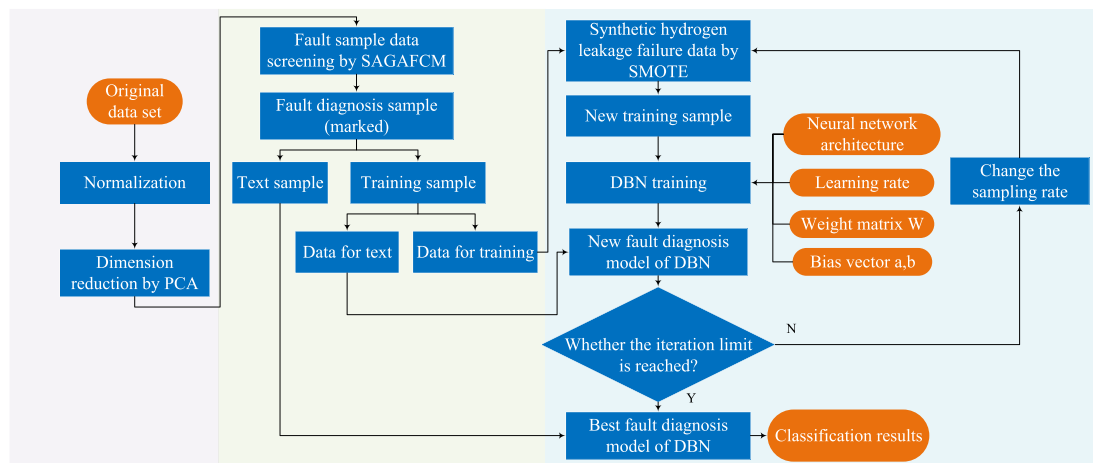 Original
data set
Normalization
Dimension
reduction by PCA
Fault sample data
screening by SAGAFCM
Fault diagnosis sample
(marked)
Text sample
Training sample
Data for text
Data for training
Synthetic hydrogen
leakage failure data by
SMOTE
New training sample
DBN training
New fault diagnosis
model of DBN
Whether the iteration limit
is reached?
N
Y
Best fault diagnosis
model of DBN
Classification results
Neural network
architecture
Learning rate
Weight matrix W
Bias vector a,b
Change the
sampling rate